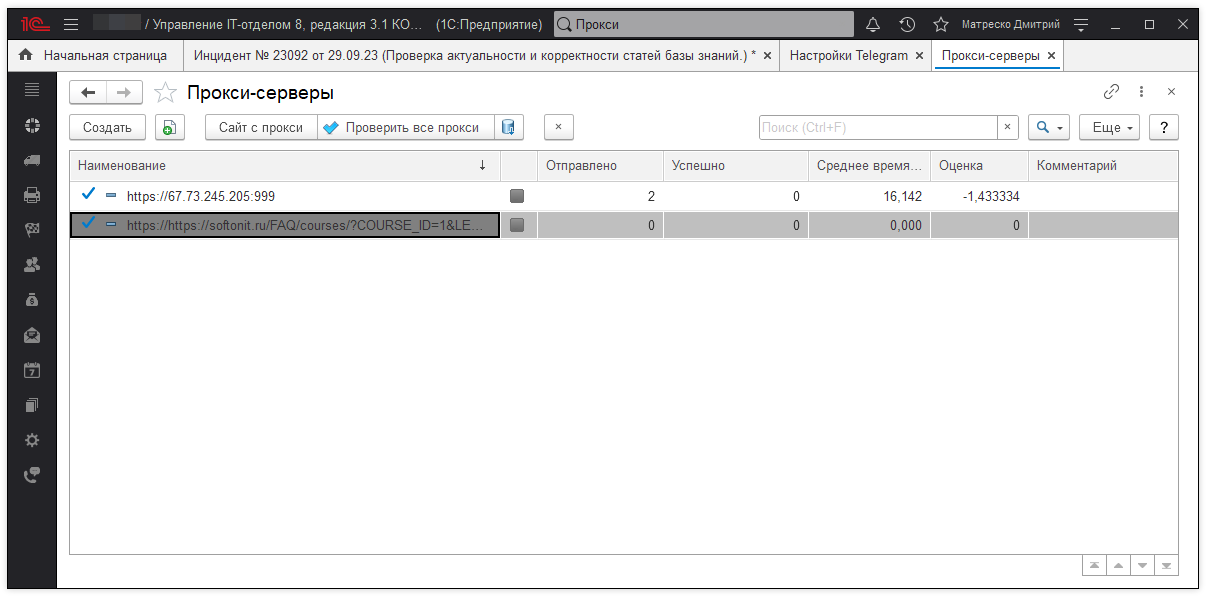 1С / Управление IT-отделом 8, редакция 3.1 КО... (1С:Предприятие) Прокси Матреско Дмитрий
Начальная страница Инцидент № 23092 от 29.09.23 (Проверка актуальности и корректности статей базы знаний.) * × Настройки Telegram × Прокси-серверы ×
Прокси-серверы
Создать Сайт с прокси Проверить все прокси × Поиск (Ctrl+F) × Еще ?
Наименование ↓ Отправлено Успешно Среднее время... Оценка Комментарий
https://67.73.245.205:999 2 0 16,142 -1,433334
https://https://softonit.ru/FAQ/courses/?COURSE_ID=1&LE... 0 0 0,000 0
7